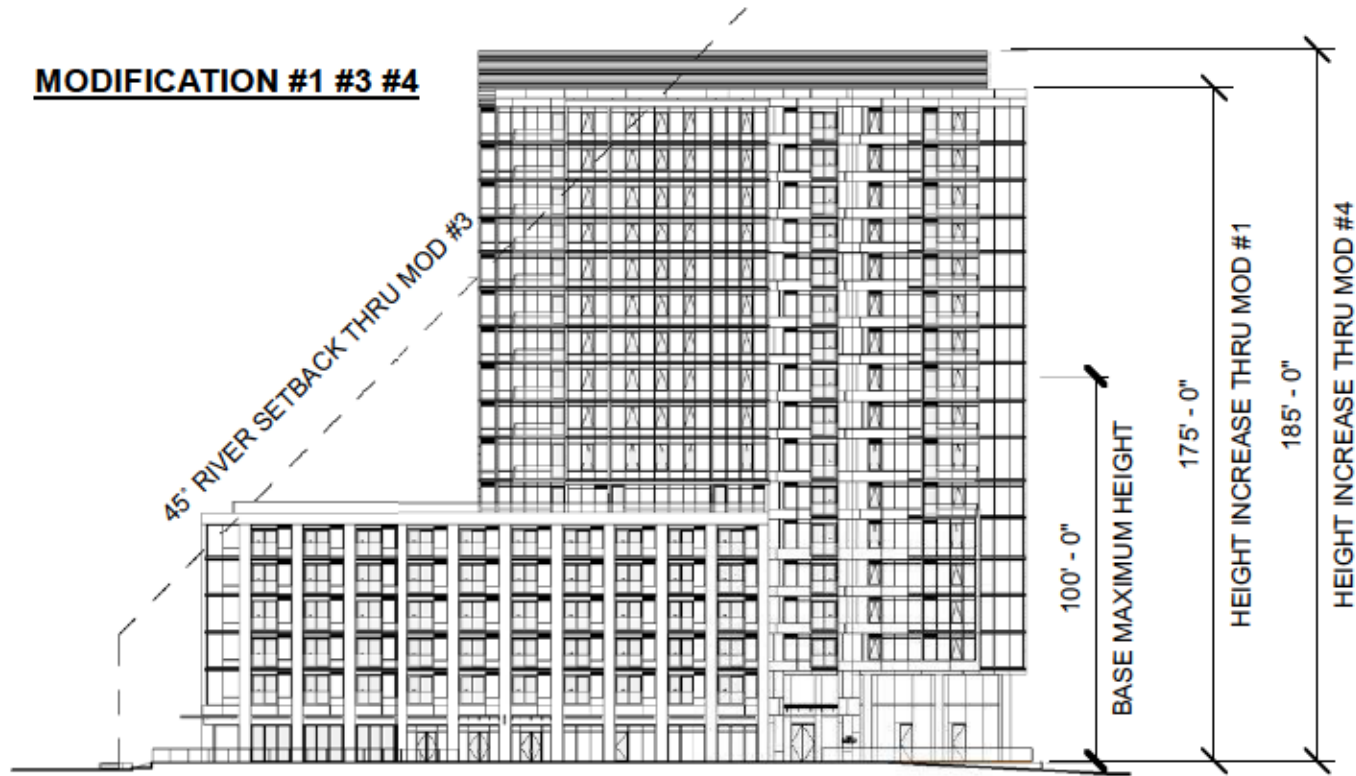 MODIFICATION #1 #3 #4
45° RIVER SETBACK THRU MOD #3
100' - 0"
BASE MAXIMUM HEIGHT
175' - 0"
HEIGHT INCREASE THRU MOD #1
185' - 0"
HEIGHT INCREASE THRU MOD #4